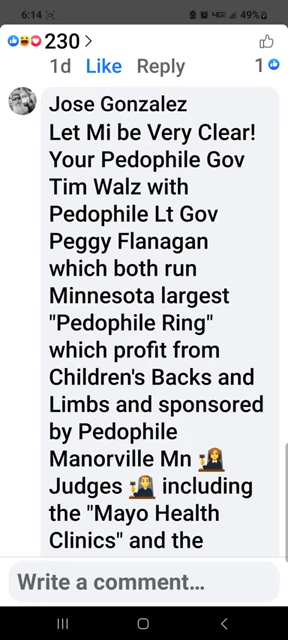 6:14
49%
230 >
1d Like Reply 1
Jose Gonzalez
Let Mi be Very Clear!
Your Pedophile Gov
Tim Walz with
Pedophile Lt Gov
Peggy Flanagan
which both run
Minnesota largest
"Pedophile Ring"
which profit from
Children's Backs and
Limbs and sponsored
by Pedophile
Manorville Mn 👩‍⚖️
Judges 👩‍⚖️ including
the "Mayo Health
Clinics" and the
Write a comment...